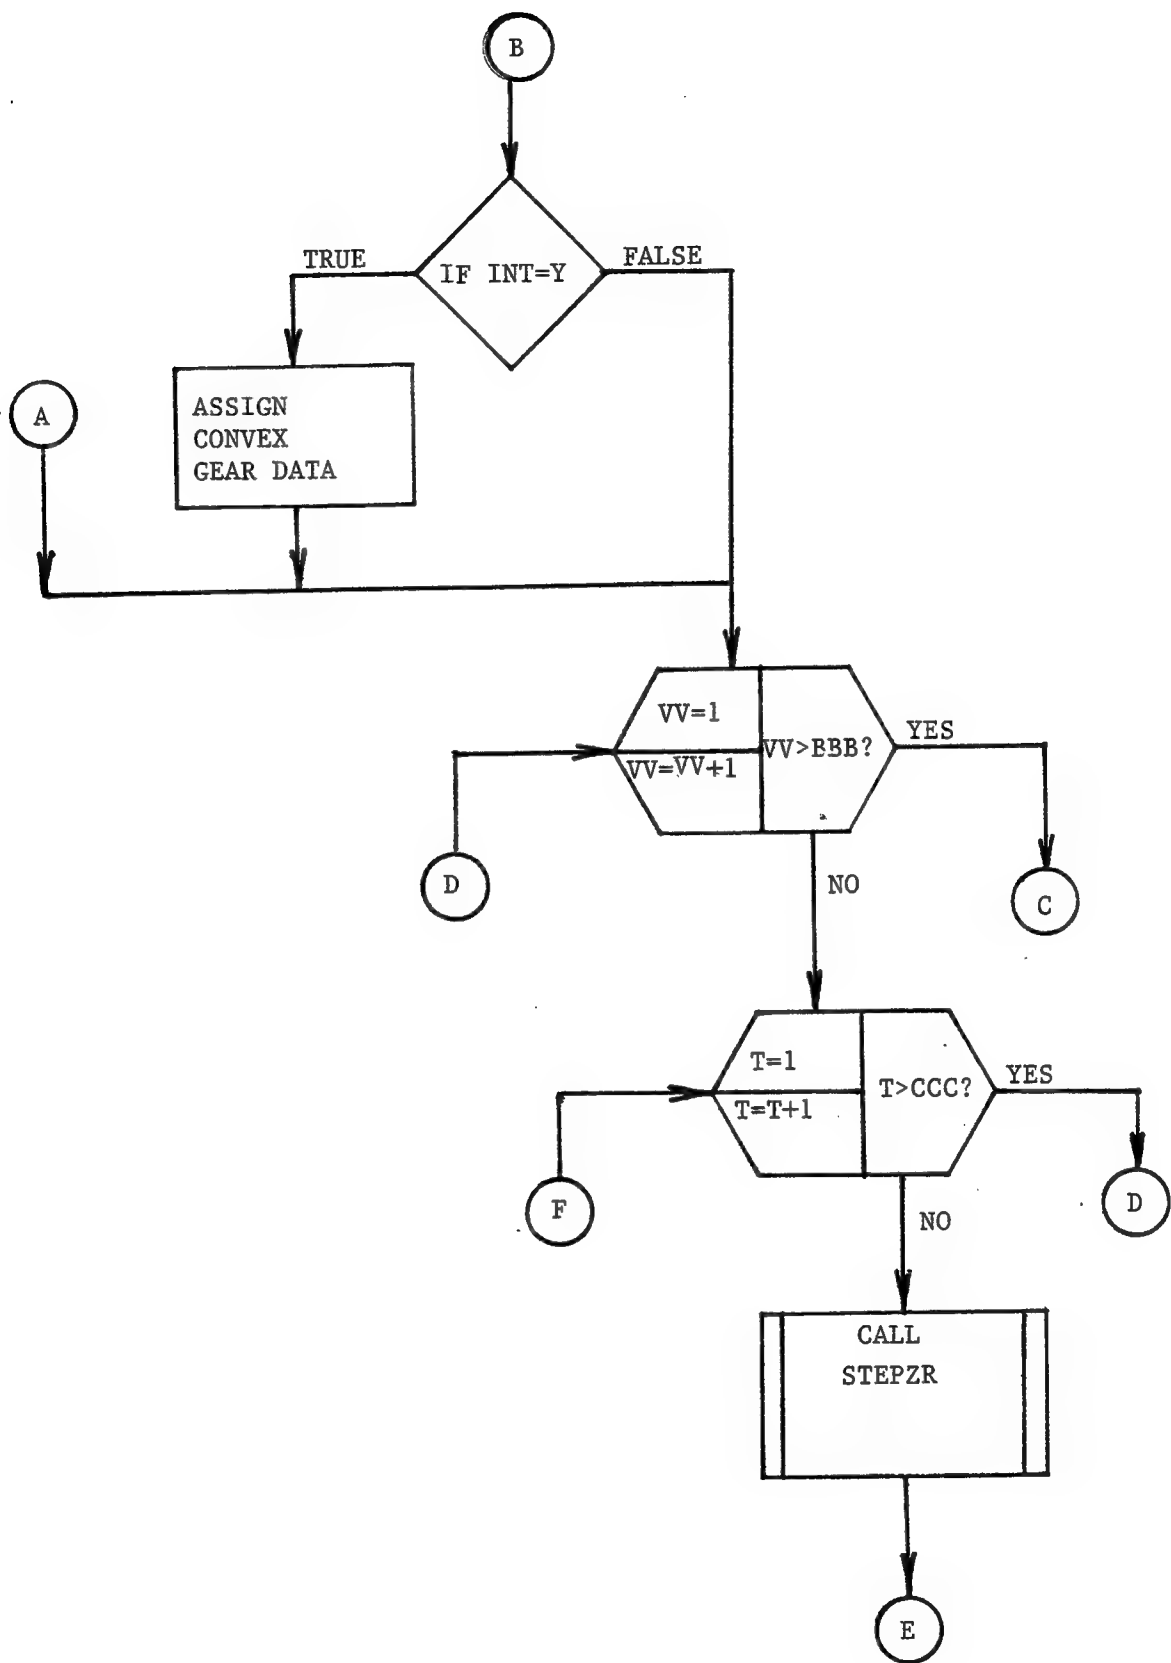 B
TRUE
IF INT=Y
FALSE
A
ASSIGN
CONVEX
GEAR DATA
VV=1
VV=VV+1
VV>BBB?
YES
D
NO
C
T=1
T=T+1
T>CCC?
YES
F
NO
D
CALL
STEPZR
E